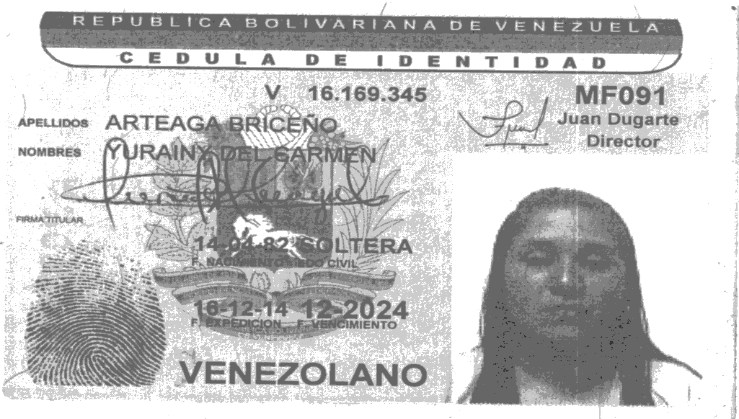 REPUBLICA BOLIVARIANA DE VENEZUELA
CEDULA DE IDENTIDAD
V 16.169.345
MF091
Juan Dugarte
Director
APELLIDOS ARTEAGA BRICEÑO
NOMBRES YURAINY DEL CARMEN
FIRMA TITULAR
14-04-82 SOLTERA
F. NACIMIENTO EDO CIVIL
16-12-14 12-2024
F. EXPEDICION F. VENCIMIENTO
VENEZOLANO